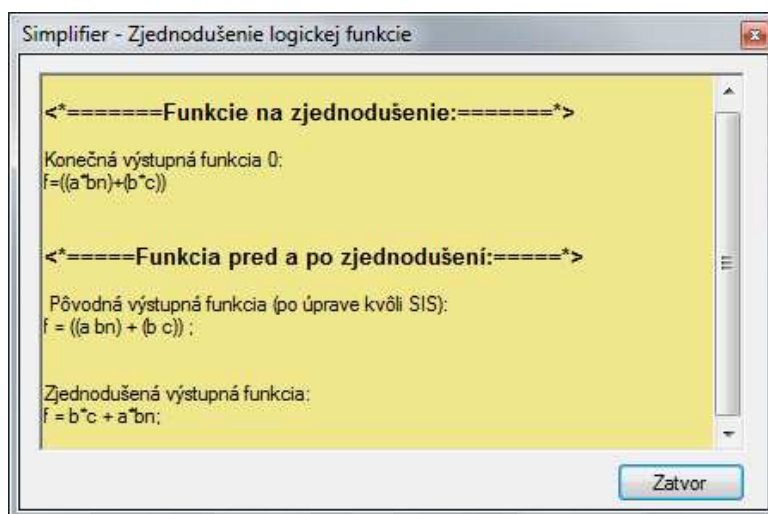 Simplifier - Zjednodušenie logickej funkcie
<*=======Funkcie na zjednodušenie:=======*>
Konečná výstupná funkcia 0:
f=((a*bn)+(b*c))
<*=====Funkcia pred a po zjednodušení:=====*>
Pôvodná výstupná funkcia (po úprave kvôli SIS):
f = ((a bn) + (b c)) ;
Zjednodušená výstupná funkcia:
f = b*c + a*bn;
Zatvor